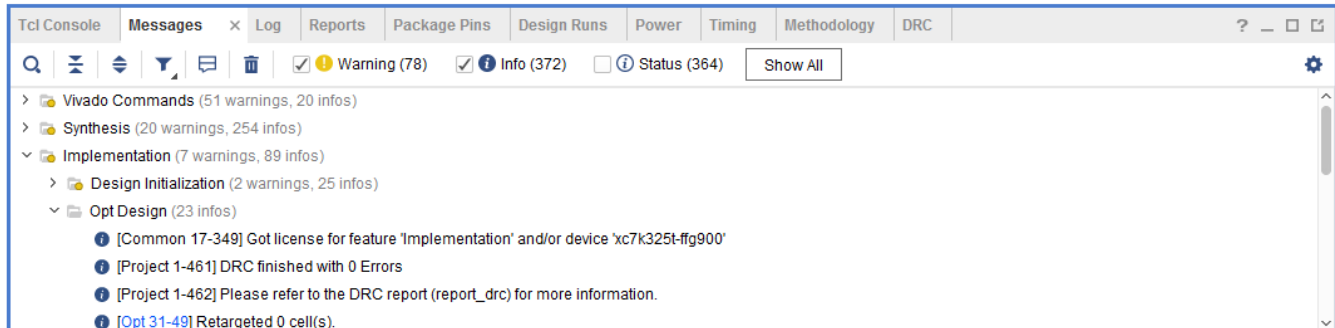 Tcl Console Messages × Log Reports Package Pins Design Runs Power Timing Methodology DRC ?
Warning (78) Info (372) Status (364) Show All
Vivado Commands (51 warnings, 20 infos)
Synthesis (20 warnings, 254 infos)
Implementation (7 warnings, 89 infos)
Design Initialization (2 warnings, 25 infos)
Opt Design (23 infos)
[Common 17-349] Got license for feature 'Implementation' and/or device 'xc7k325t-ffg900'
[Project 1-461] DRC finished with 0 Errors
[Project 1-462] Please refer to the DRC report (report_drc) for more information.
[Opt 31-49] Retargeted 0 cell(s).